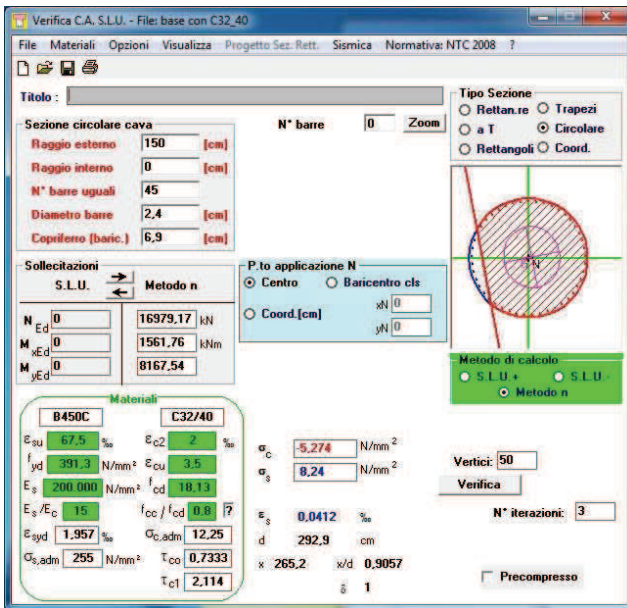 Verifica C.A. S.L.U. - File: base con C32_40
File Materiali Opzioni Visualizza Progetto Sez. Rett. Sismica Normativa: NTC 2008 ?
Titolo :
Tipo Sezione
Rettan.re Trapezi
a T Circolare
Rettangoli Coord.
Sezione circolare cava
Raggio esterno 150 [cm]
Raggio interno 0 [cm]
N° barre uguali 45
Diametro barre 2,4 [cm]
Copriferro (baric.) 6,9 [cm]
N° barre 0 Zoom
N
Sollecitazioni
S.L.U. Metodo n
N Ed 0 16979,17 kN
M xEd 0 1561,76 kNm
M yEd 0 8167,54
P.to applicazione N
Centro Baricentro cls
Coord.[cm] xN 0
yN 0
Metodo di calcolo
S.L.U.+ S.L.U.-
Metodo n
Materiali
B450C C32/40
εsu 67,5 ‰ εc2 2 ‰
fyd 391,3 N/mm² εcu 3,5
Es 200.000 N/mm² fcd 18,13
Es/Ec 15 fcc/fcd 0,8 ?
εsyd 1,957 ‰ σc,adm 12,25
σs,adm 255 N/mm² τco 0,7333
τc1 2,114
σc -5,274 N/mm²
σs 8,24 N/mm²
εs 0,0412 ‰
d 292,9 cm
x 265,2 x/d 0,9057
δ 1
Vertici: 50
Verifica
N° iterazioni: 3
Precompresso